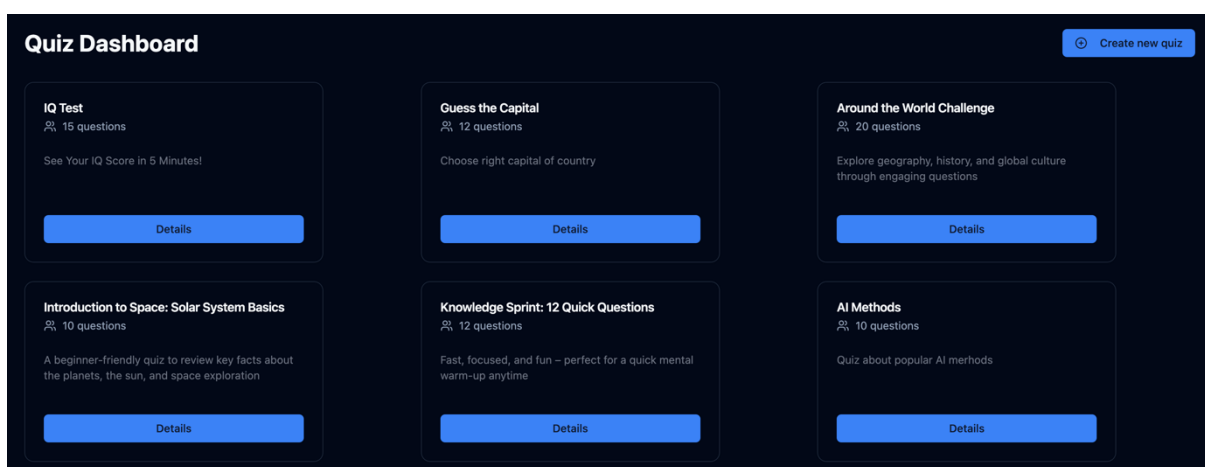 Quiz Dashboard
Create new quiz
IQ Test
15 questions
See Your IQ Score in 5 Minutes!
Details
Guess the Capital
12 questions
Choose right capital of country
Details
Around the World Challenge
20 questions
Explore geography, history, and global culture
through engaging questions
Details
Introduction to Space: Solar System Basics
10 questions
A beginner-friendly quiz to review key facts about
the planets, the sun, and space exploration
Details
Knowledge Sprint: 12 Quick Questions
12 questions
Fast, focused, and fun – perfect for a quick mental
warm-up anytime
Details
AI Methods
10 questions
Quiz about popular AI merhods
Details